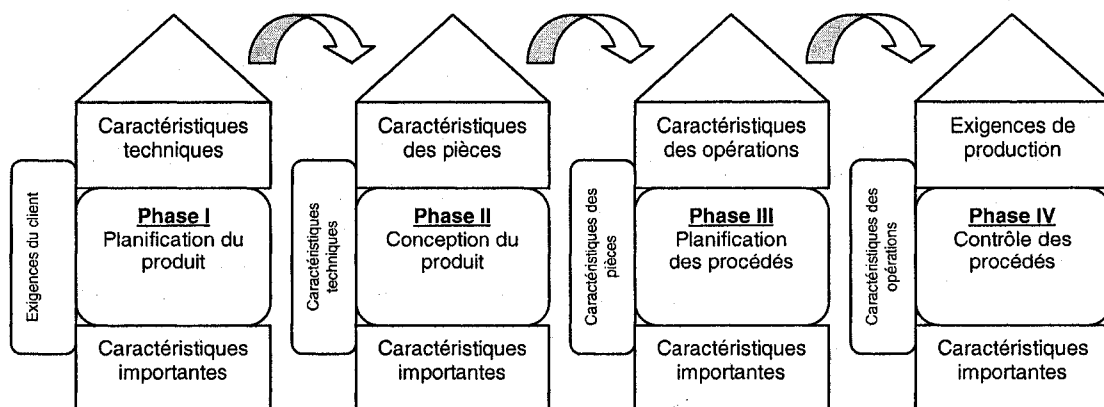 Caractéristiques
techniques
Exigences du client
Phase I
Planification du
produit
Caractéristiques
importantes
Caractéristiques
des pièces
Caractéristiques
techniques
Phase II
Conception du
produit
Caractéristiques
importantes
Caractéristiques
des opérations
Caractéristiques des
pièces
Phase III
Planification
des procédés
Caractéristiques
importantes
Exigences de
production
Caractéristiques des
opérations
Phase IV
Contrôle des
procédés
Caractéristiques
importantes